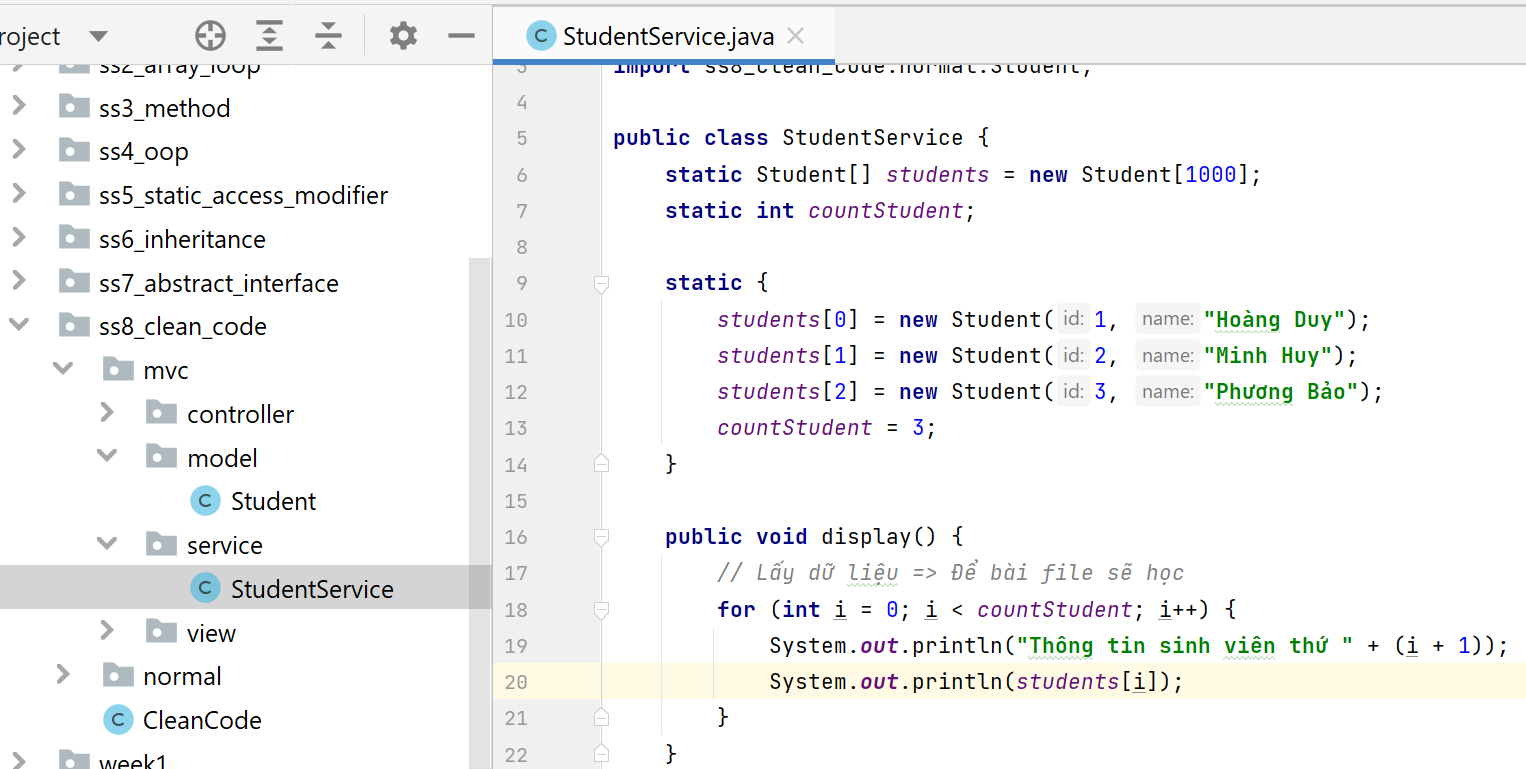 roject
StudentService.java
ss2_array_loop
ss3_method
ss4_oop
ss5_static_access_modifier
ss6_inheritance
ss7_abstract_interface
ss8_clean_code
mvc
controller
model
Student
service
StudentService
view
normal
CleanCode
week1
3 import ss8_clean_code.normal.Student;
4
5 public class StudentService {
6 static Student[] students = new Student[1000];
7 static int countStudent;
8
9 static {
10 students[0] = new Student( id: 1, name: "Hoàng Duy");
11 students[1] = new Student( id: 2, name: "Minh Huy");
12 students[2] = new Student( id: 3, name: "Phương Bảo");
13 countStudent = 3;
14 }
15
16 public void display() {
17 // Lấy dữ liệu => Để bài file sẽ học
18 for (int i = 0; i < countStudent; i++) {
19 System.out.println("Thông tin sinh viên thứ " + (i + 1));
20 System.out.println(students[i]);
21 }
22 }